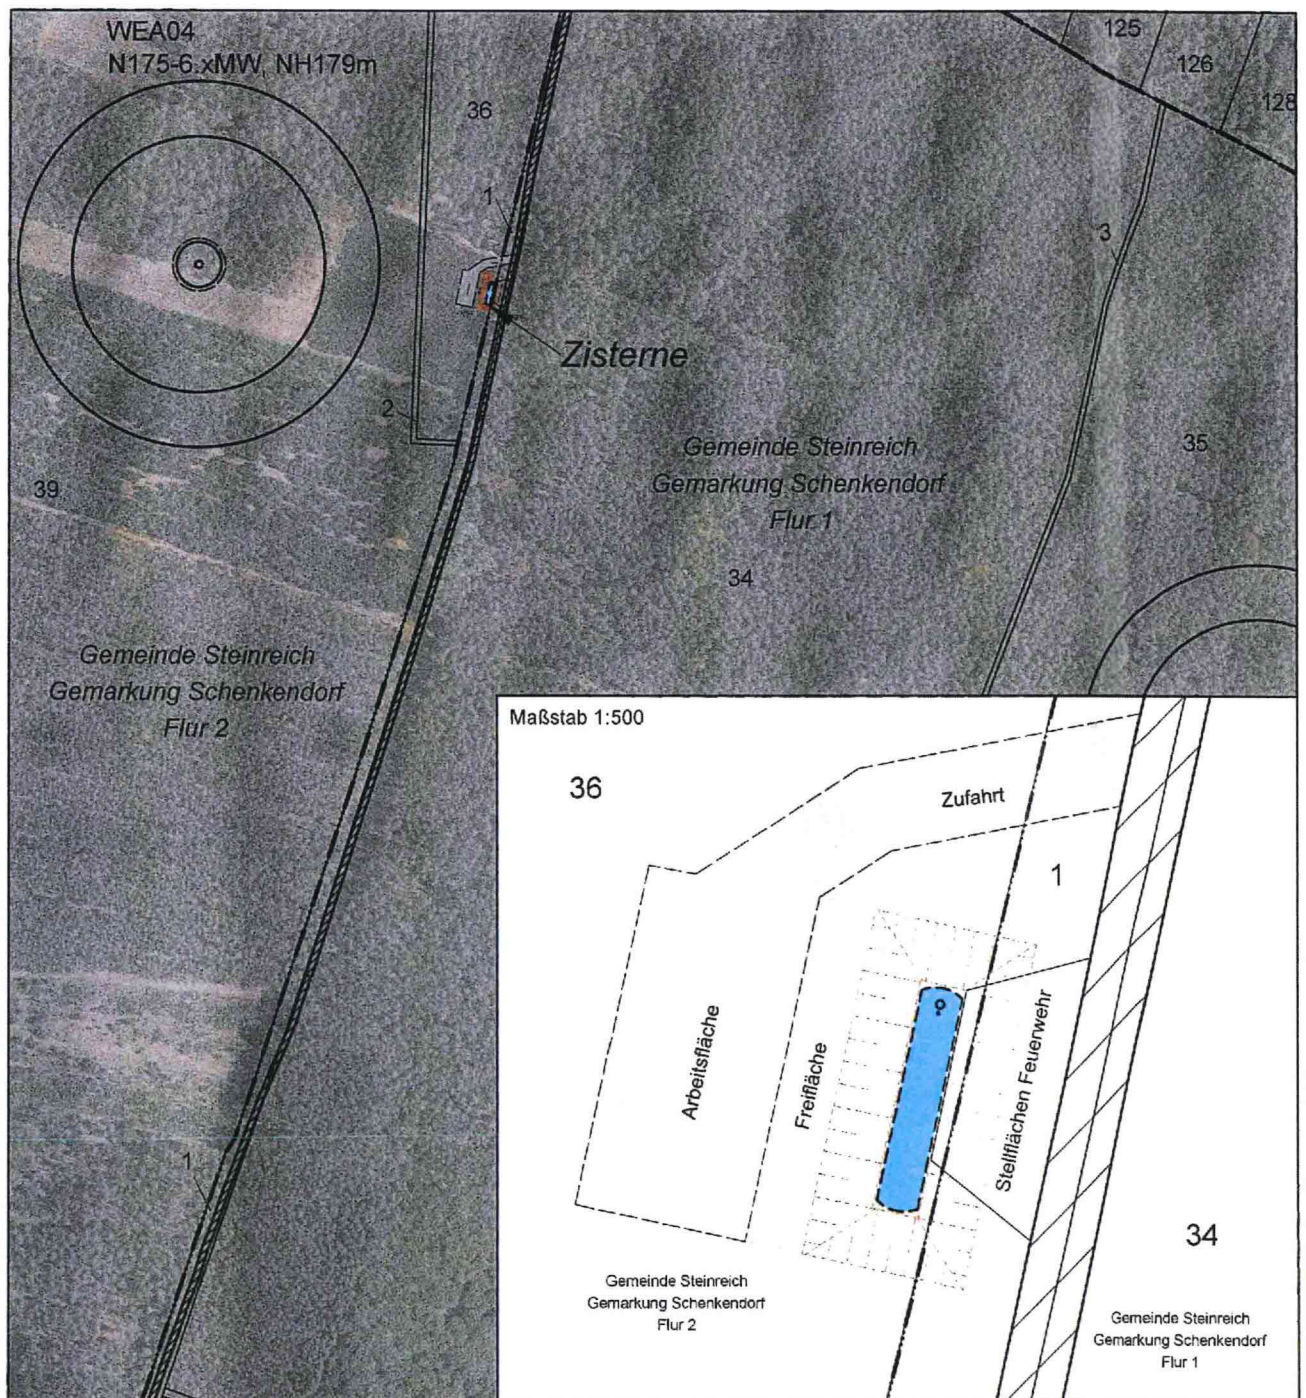 WEA04
N175-6.xMW, NH179m
125
126
128
36
1
3
Zisterne
2
35
Gemeinde Steinreich
Gemarkung Schenkendorf
Flur 1
39
34
Gemeinde Steinreich
Gemarkung Schenkendorf
Flur 2
1
Maßstab 1:500
36
Zufahrt
1
Arbeitsfläche
Freifläche
Stellflächen Feuerwehr
34
Gemeinde Steinreich
Gemarkung Schenkendorf
Flur 2
Gemeinde Steinreich
Gemarkung Schenkendorf
Flur 1